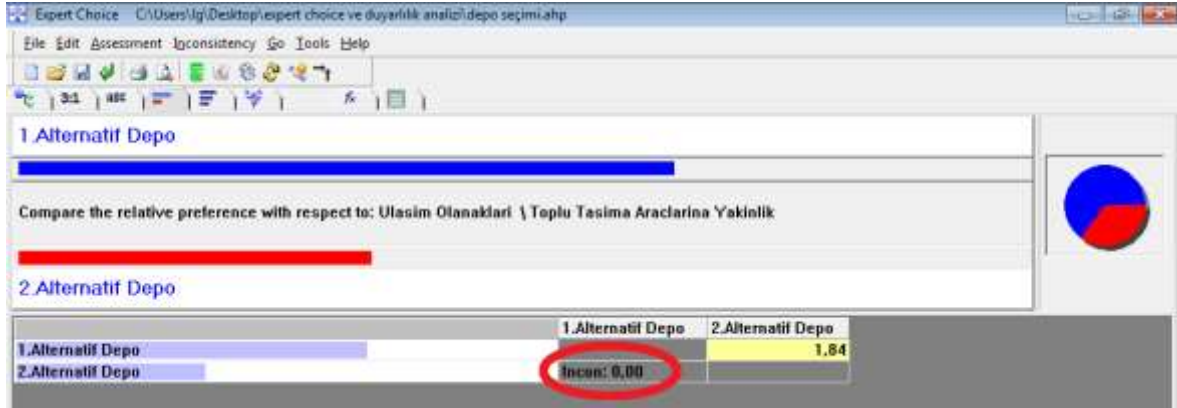 Expert Choice C:\Users\lg\Desktop\expert choice ve duyarlılık analizi\depo seçimi.ahp
File Edit Assessment Inconsistency Go Tools Help
3:1 ABC fx
1.Alternatif Depo
Compare the relative preference with respect to: Ulasim Olanaklari \ Toplu Tasima Araclarina Yakinlik
2.Alternatif Depo
1.Alternatif Depo 2.Alternatif Depo
1.Alternatif Depo 1,84
2.Alternatif Depo Incon: 0,00